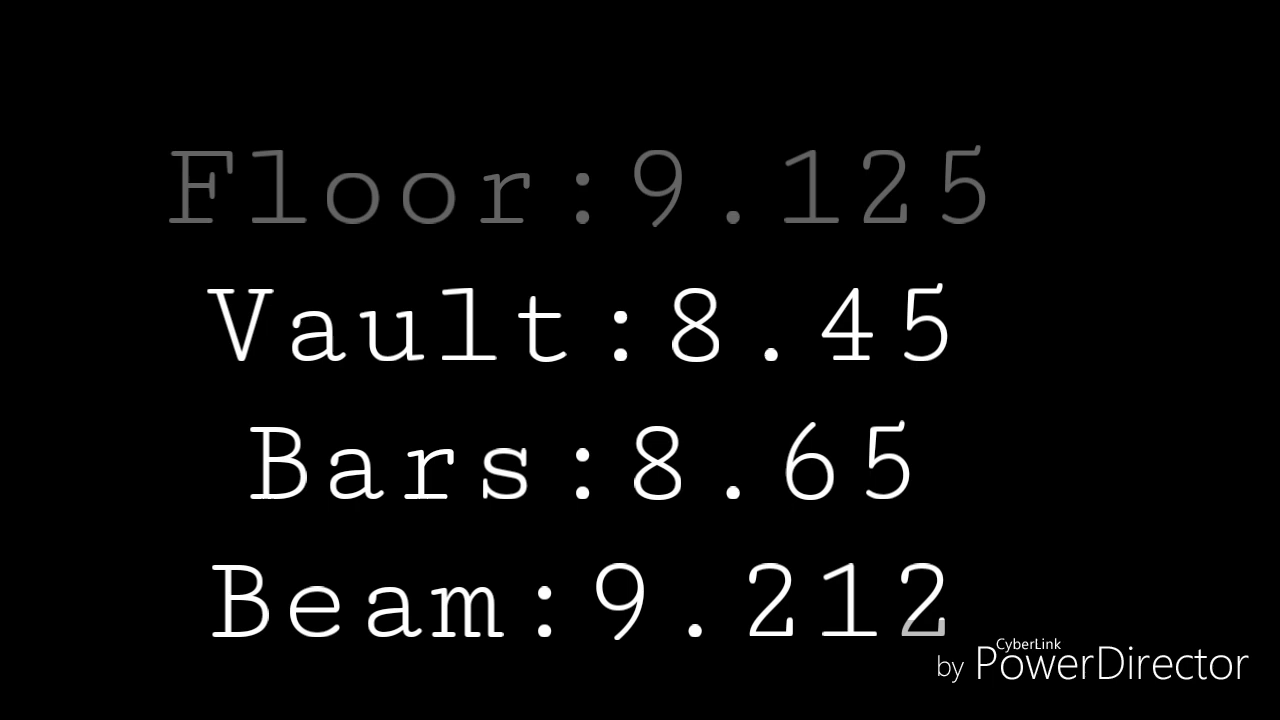 Floor:9.125
Vault:8.45
Bars:8.65
Beam:9.212
CyberLink
by PowerDirector